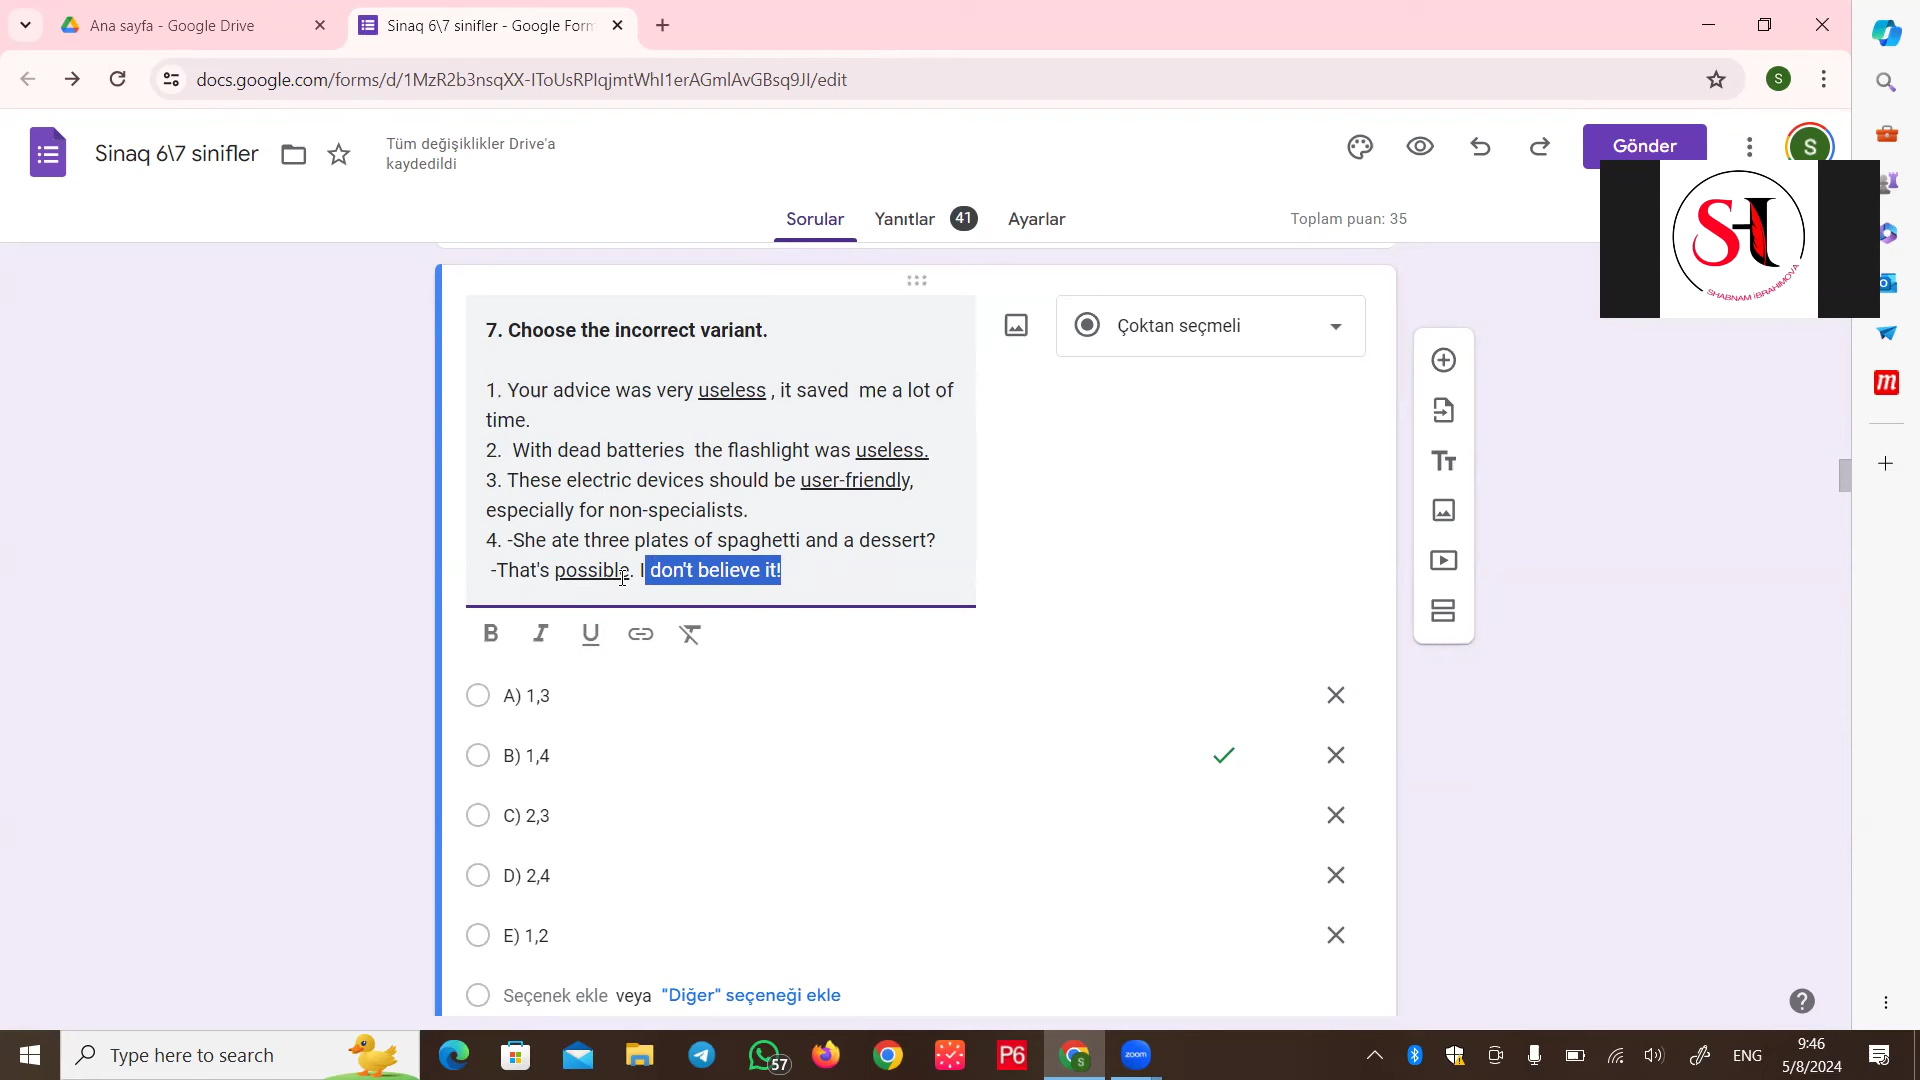 Ana sayfa - Google Drive
Sinaq 6\7 sinifler - Google Form
docs.google.com/forms/d/1MzR2b3nsqXX-IToUsRPIqjmtWhI1erAGmlAvGBsq9JI/edit
S
Sinaq 6\7 sinifler
Tüm değişiklikler Drive'a
kaydedildi
Gönder
S
Sorular
Yanıtlar 41
Ayarlar
Toplam puan: 35
SHABNAM IBRAHIMOVA
7. Choose the incorrect variant.
Çoktan seçmeli
1. Your advice was very useless , it saved  me a lot of
time.
2.  With dead batteries  the flashlight was useless.
3. These electric devices should be user-friendly,
especially for non-specialists.
4. -She ate three plates of spaghetti and a dessert?
-That's possible. I don't believe it!
B I U
A) 1,3
B) 1,4
C) 2,3
D) 2,4
E) 1,2
Seçenek ekle veya "Diğer" seçeneği ekle
Type here to search
57
P6
S
zoom
ENG
9:46
5/8/2024